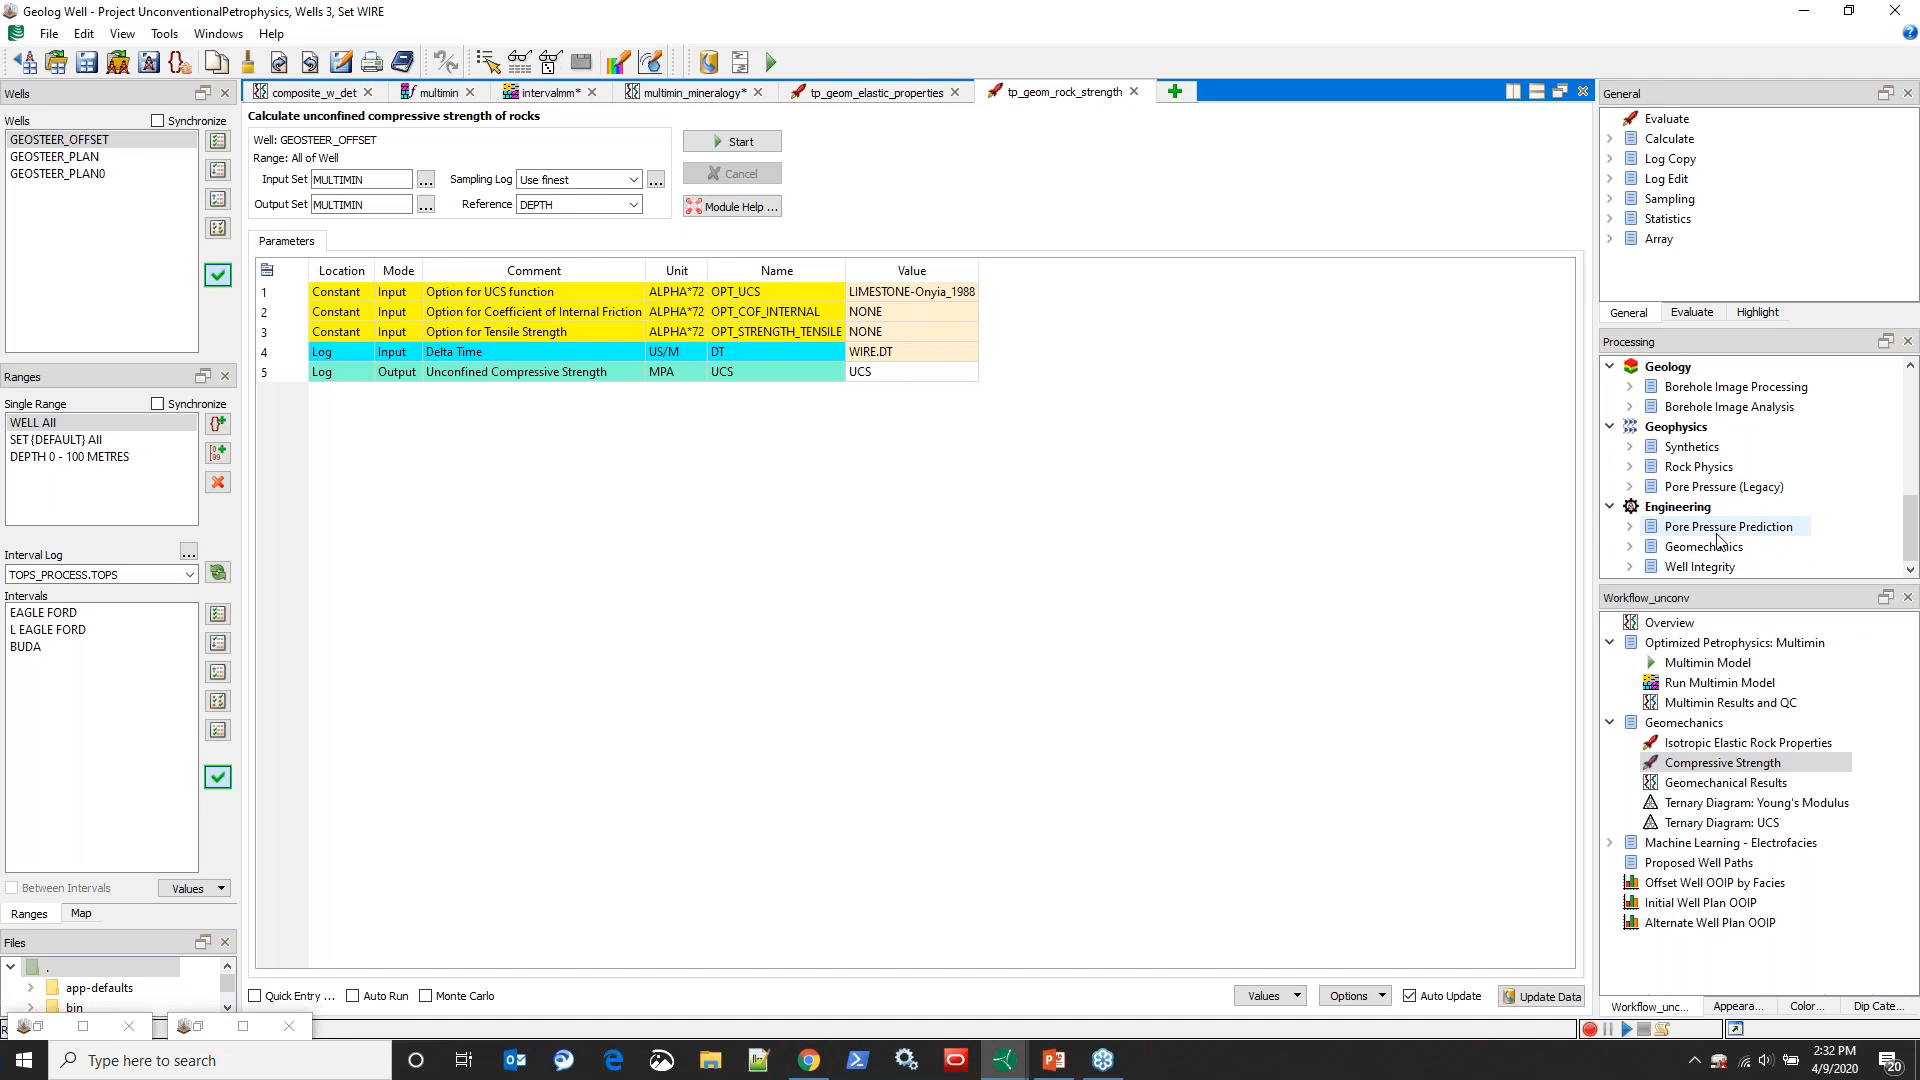 Geolog Well - Project UnconventionalPetrophysics, Wells 3, Set WIRE
File Edit View Tools Windows Help
Wells
Wells Synchronize
GEOSTEER_OFFSET
GEOSTEER_PLAN
GEOSTEER_PLAN0
Ranges
Single Range Synchronize
WELL All
SET {DEFAULT} All
DEPTH 0 - 100 METRES
Interval Log ...
TOPS_PROCESS.TOPS
Intervals
EAGLE FORD
L EAGLE FORD
BUDA
Between Intervals Values
Ranges Map
Files
.
app-defaults
bin
composite_w_det multimin intervalmm* multimin_mineralogy* tp_geom_elastic_properties tp_geom_rock_strength
Calculate unconfined compressive strength of rocks
Well: GEOSTEER_OFFSET
Range: All of Well
Input Set MULTIMIN ... Sampling Log Use finest ...
Output Set MULTIMIN ... Reference DEPTH
Start
Cancel
Module Help ...
Parameters
Location Mode Comment Unit Name Value
1 Constant Input Option for UCS function ALPHA*72 OPT_UCS LIMESTONE-Onyia_1988
2 Constant Input Option for Coefficient of Internal Friction ALPHA*72 OPT_COF_INTERNAL NONE
3 Constant Input Option for Tensile Strength ALPHA*72 OPT_STRENGTH_TENSILE NONE
4 Log Input Delta Time US/M DT WIRE.DT
5 Log Output Unconfined Compressive Strength MPA UCS UCS
Quick Entry ... Auto Run Monte Carlo Values Options Auto Update Update Data
General
Evaluate
Calculate
Log Copy
Log Edit
Sampling
Statistics
Array
General Evaluate Highlight
Processing
Geology
Borehole Image Processing
Borehole Image Analysis
Geophysics
Synthetics
Rock Physics
Pore Pressure (Legacy)
Engineering
Pore Pressure Prediction
Geomechanics
Well Integrity
Workflow_unconv
Overview
Optimized Petrophysics: Multimin
Multimin Model
Run Multimin Model
Multimin Results and QC
Geomechanics
Isotropic Elastic Rock Properties
Compressive Strength
Geomechanical Results
Ternary Diagram: Young's Modulus
Ternary Diagram: UCS
Machine Learning - Electrofacies
Proposed Well Paths
Offset Well OOIP by Facies
Initial Well Plan OOIP
Alternate Well Plan OOIP
Workflow_unc... Appeara... Color... Dip Cate...
Type here to search
2:32 PM
4/9/2020
20